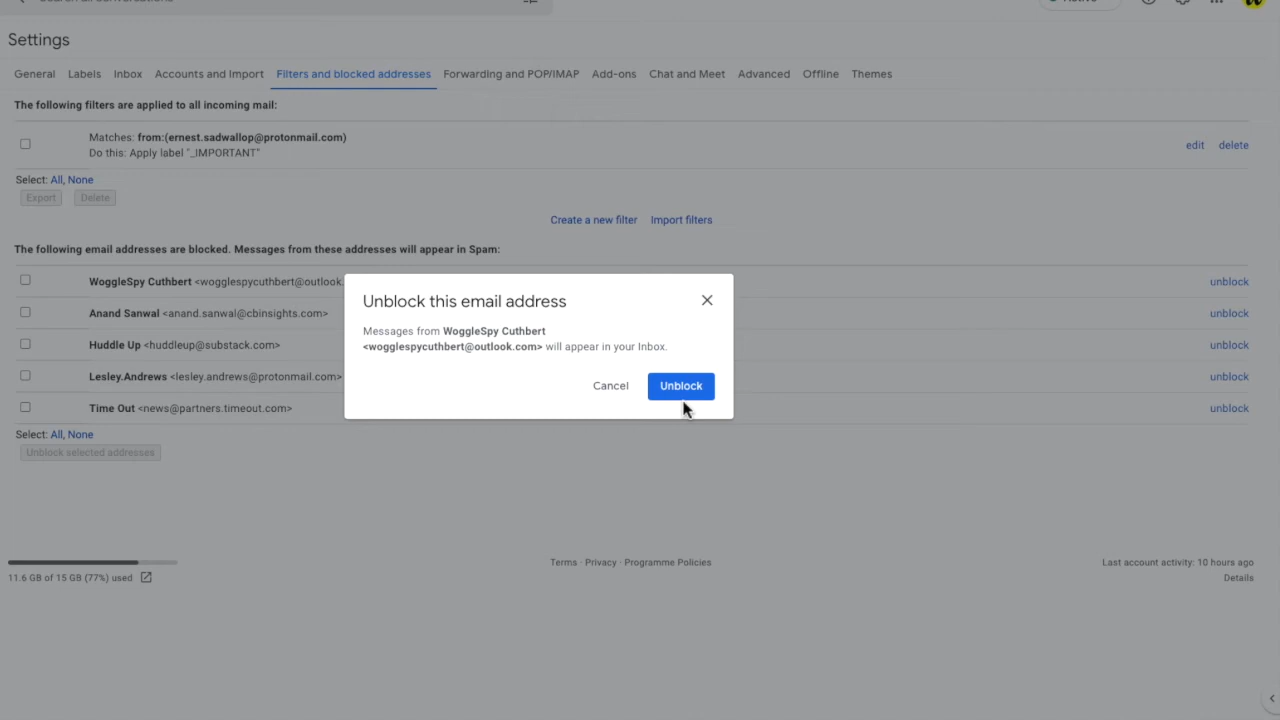 Search all conversations
Active
Settings
General Labels Inbox Accounts and Import Filters and blocked addresses Forwarding and POP/IMAP Add-ons Chat and Meet Advanced Offline Themes
The following filters are applied to all incoming mail:
Matches: from:(ernest.sadwallop@protonmail.com)
Do this: Apply label "_IMPORTANT"
edit delete
Select: All, None
Export Delete
Create a new filter Import filters
The following email addresses are blocked. Messages from these addresses will appear in Spam:
WoggleSpy Cuthbert <wogglespycuthbert@outlook. unblock
Anand Sanwal <anand.sanwal@cbinsights.com> unblock
Huddle Up <huddleup@substack.com> unblock
Lesley.Andrews <lesley.andrews@protonmail.com> unblock
Time Out <news@partners.timeout.com> unblock
Select: All, None
Unblock selected addresses
Unblock this email address
Messages from WoggleSpy Cuthbert
<wogglespycuthbert@outlook.com> will appear in your Inbox.
Cancel Unblock
11.6 GB of 15 GB (77%) used
Terms · Privacy · Programme Policies
Last account activity: 10 hours ago
Details